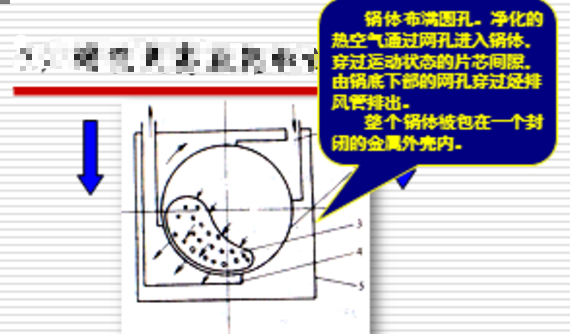 锅体布满圆孔。净化的
热空气通过网孔进入锅体，
穿过运动状态的片芯间隙，
由锅底下部的网孔穿过经排
风管排出。
整个锅体被包在一个封
闭的金属外壳内。
3
4
5